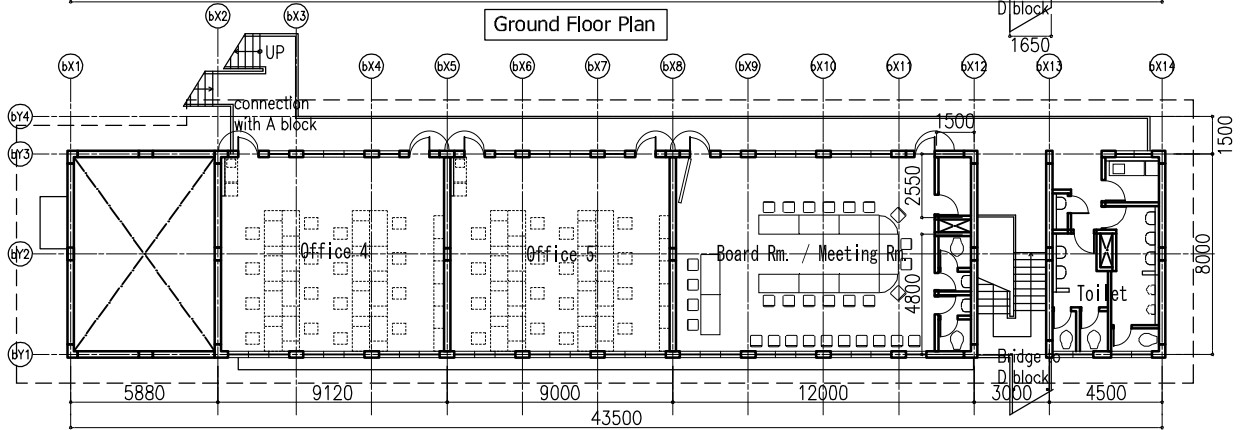 D block
Ground Floor Plan
1650
bX2
bX3
UP
bX1
bX4
bX5
bX6
bX7
bX8
bX9
bX10
bX11
bX12
bX13
bX14
connection
with A block
bY4
1500
1500
bY3
2550
bY2
Office 4
Office 5
Board Rm. / Meeting Rm.
8000
4800
Toilet
bY1
Bridge to
D block
5880
9120
9000
12000
3000
4500
43500